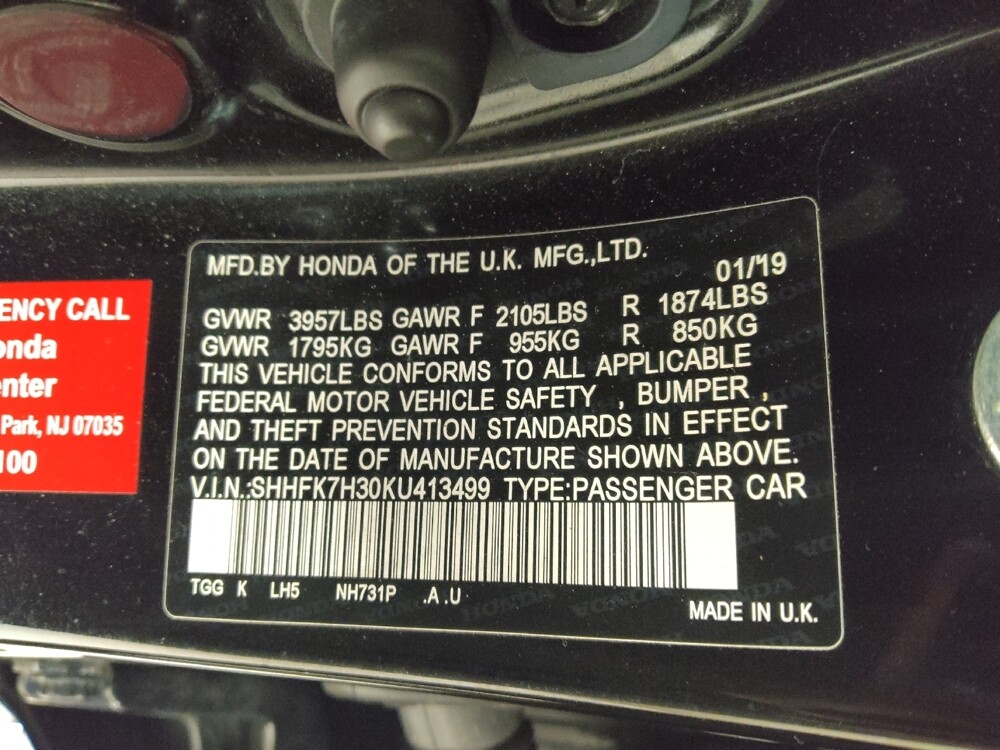 MFD.BY HONDA OF THE U.K. MFG.,LTD.
01/'19
GVWR 3957LBS GAWR F 2105LBS R 1874LBS
GVWR 1795KG GAWR F 955KG R 850KG
THIS VEHICLE CONFORMS TO ALL APPLICABLE
FEDERAL MOTOR VEHICLE SAFETY , BUMPER ,
AND THEFT PREVENTION STANDARDS IN EFFECT
ON THE DATE OF MANUFACTURE SHOWN ABOVE.
V.I.N.:SHHFK7H30KU413499 TYPE:PASSENGER CAR
TGG K LH5 NH731P .A .U
MADE IN U.K.
ENCY CALL
onda
enter
Park, NJ 07035
100